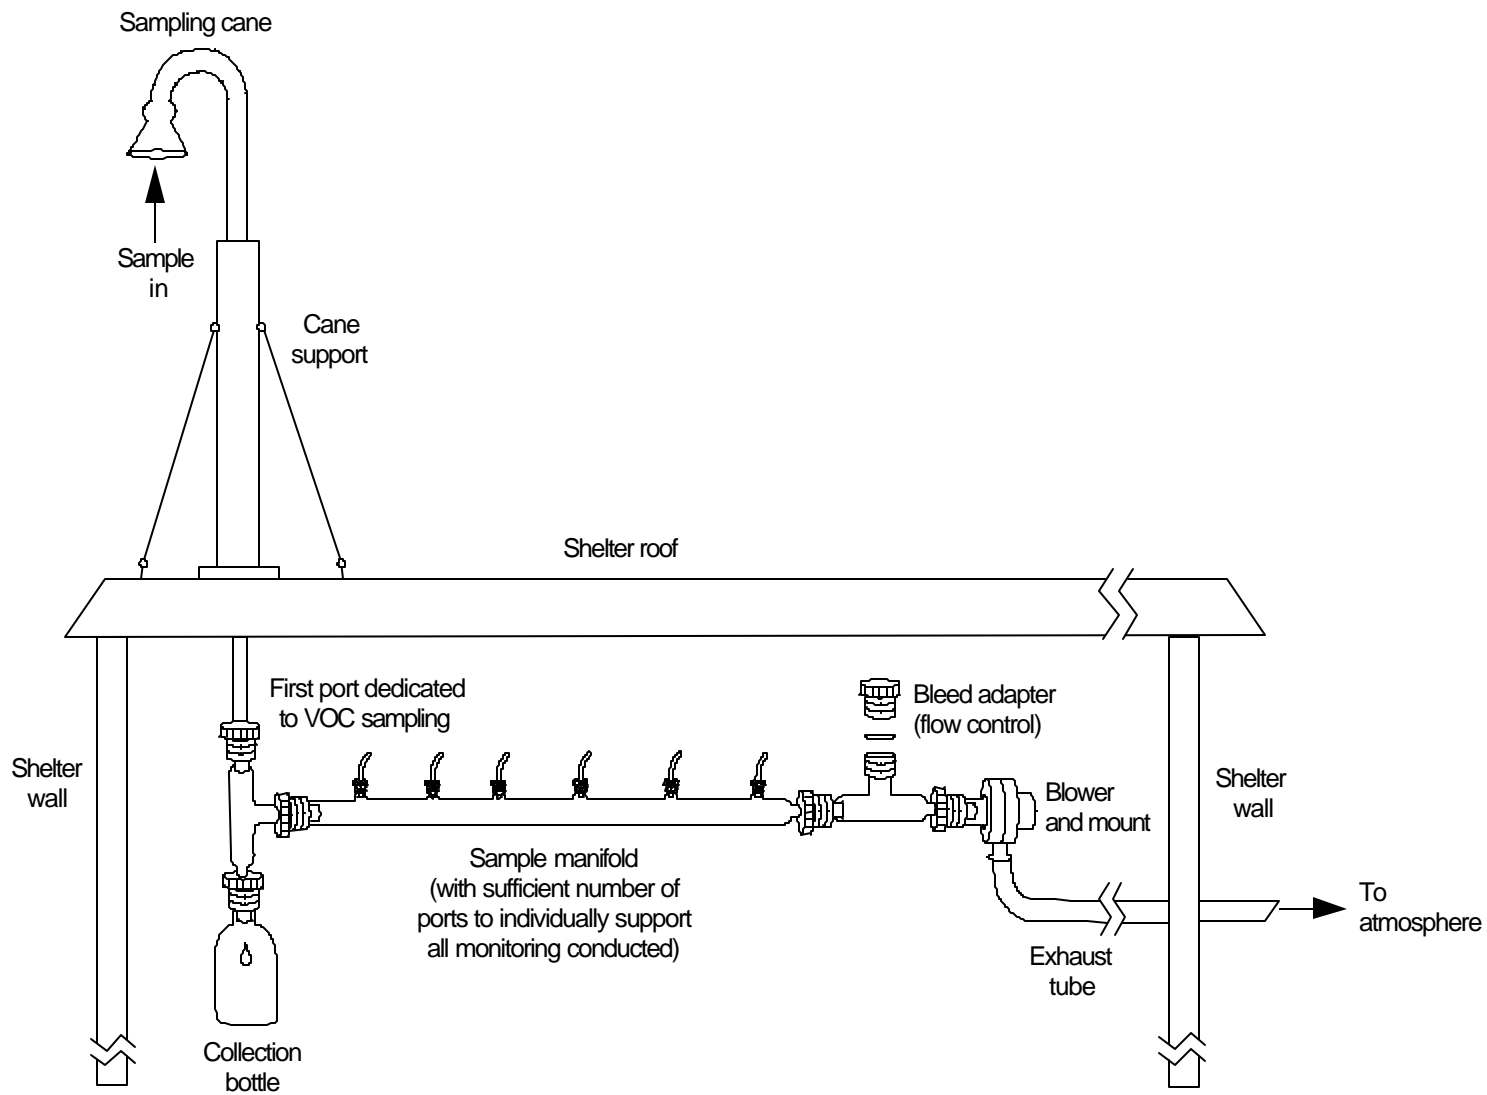 Sampling cane
Sample
in
Cane
support
Shelter roof
First port dedicated
to VOC sampling
Bleed adapter
(flow control)
Shelter
wall
Blower
and mount
Shelter
wall
Sample manifold
(with sufficient number of
ports to individually support
all monitoring conducted)
To
atmosphere
Exhaust
tube
Collection
bottle